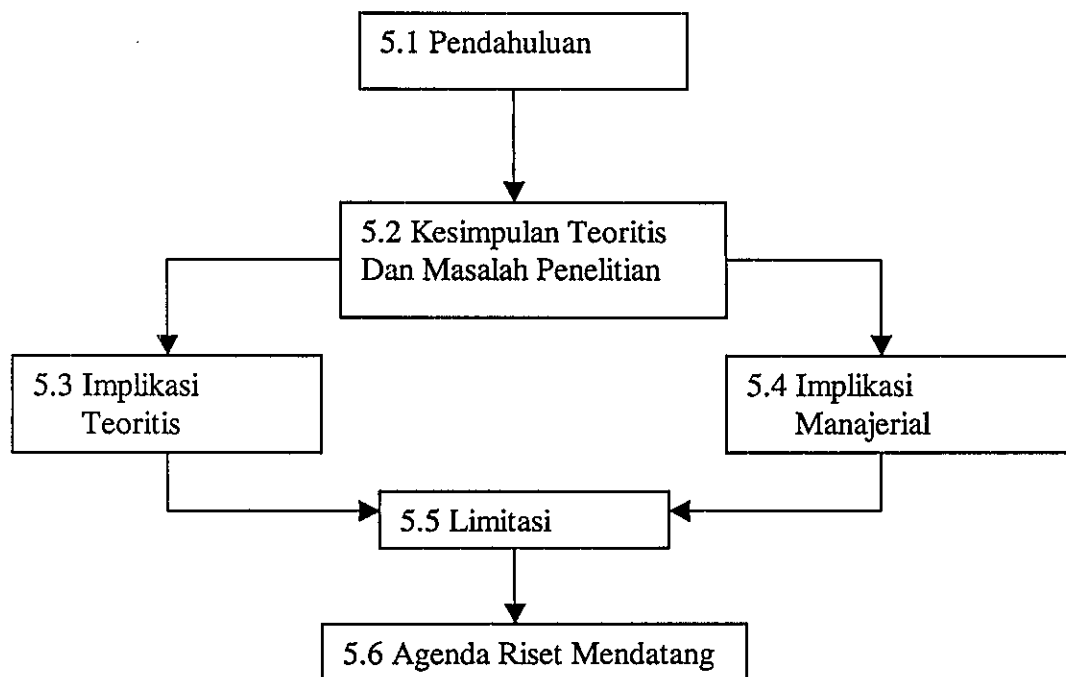 5.1 Pendahuluan
5.2 Kesimpulan Teoritis
Dan Masalah Penelitian
5.3 Implikasi
Teoritis
5.4 Implikasi
Manajerial
5.5 Limitasi
5.6 Agenda Riset Mendatang